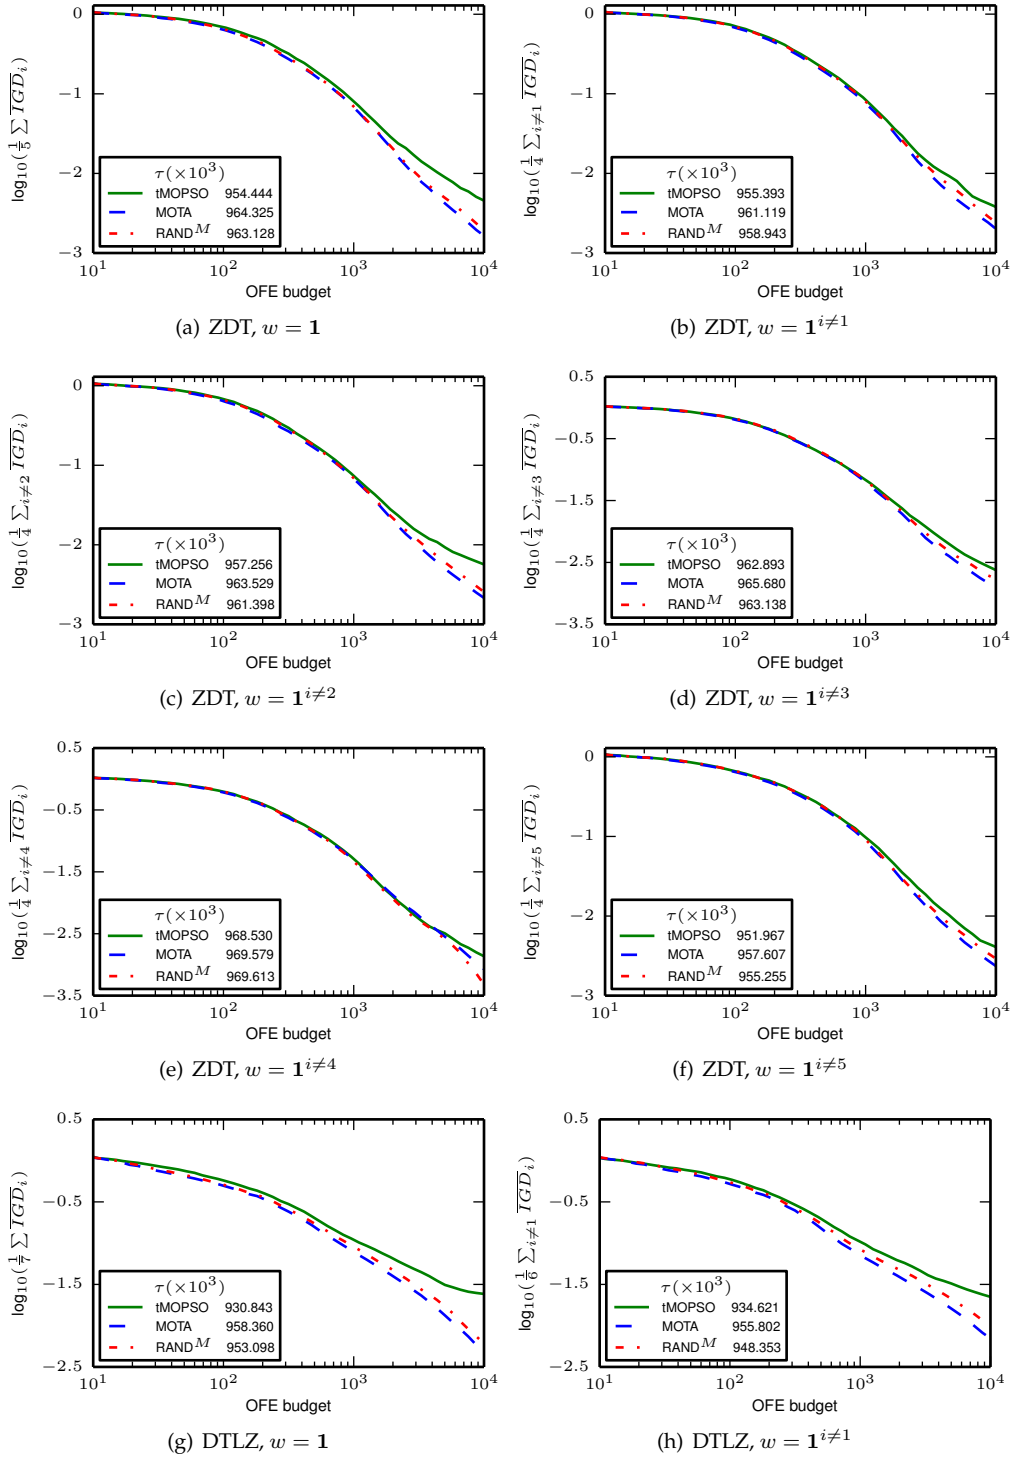 0
−1
−2
−3
log10(1/5 ∑ IGD_i)
τ(×10^3)
tMOPSO 954.444
MOTA 964.325
RAND^M 963.128
10^1 10^2 10^3 10^4
OFE budget
(a) ZDT, w = 1
0
−1
−2
−3
log10(1/4 ∑_{i≠1} IGD_i)
τ(×10^3)
tMOPSO 955.393
MOTA 961.119
RAND^M 958.943
10^1 10^2 10^3 10^4
OFE budget
(b) ZDT, w = 1^{i≠1}
0
−1
−2
−3
log10(1/4 ∑_{i≠2} IGD_i)
τ(×10^3)
tMOPSO 957.256
MOTA 963.529
RAND^M 961.398
10^1 10^2 10^3 10^4
OFE budget
(c) ZDT, w = 1^{i≠2}
0.5
−0.5
−1.5
−2.5
−3.5
log10(1/4 ∑_{i≠3} IGD_i)
τ(×10^3)
tMOPSO 962.893
MOTA 965.680
RAND^M 963.138
10^1 10^2 10^3 10^4
OFE budget
(d) ZDT, w = 1^{i≠3}
0.5
−0.5
−1.5
−2.5
−3.5
log10(1/4 ∑_{i≠4} IGD_i)
τ(×10^3)
tMOPSO 968.530
MOTA 969.579
RAND^M 969.613
10^1 10^2 10^3 10^4
OFE budget
(e) ZDT, w = 1^{i≠4}
0
−1
−2
−3
log10(1/4 ∑_{i≠5} IGD_i)
τ(×10^3)
tMOPSO 951.967
MOTA 957.607
RAND^M 955.255
10^1 10^2 10^3 10^4
OFE budget
(f) ZDT, w = 1^{i≠5}
0.5
−0.5
−1.5
−2.5
log10(1/7 ∑ IGD_i)
τ(×10^3)
tMOPSO 930.843
MOTA 958.360
RAND^M 953.098
10^1 10^2 10^3 10^4
OFE budget
(g) DTLZ, w = 1
0.5
−0.5
−1.5
−2.5
log10(1/6 ∑_{i≠1} IGD_i)
τ(×10^3)
tMOPSO 934.621
MOTA 955.802
RAND^M 948.353
10^1 10^2 10^3 10^4
OFE budget
(h) DTLZ, w = 1^{i≠1}